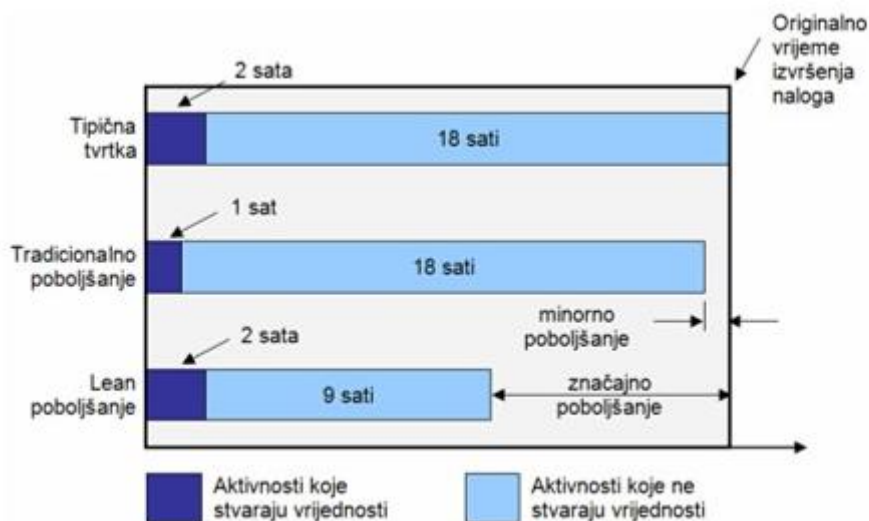 Originalno
vrijeme
izvršenja
naloga
2 sata
Tipična
tvrtka
18 sati
1 sat
Tradicionalno
poboljšanje
18 sati
minorno
poboljšanje
2 sata
Lean
poboljšanje
9 sati
značajno
poboljšanje
Aktivnosti koje
stvaraju vrijednosti
Aktivnosti koje ne
stvaraju vrijednosti